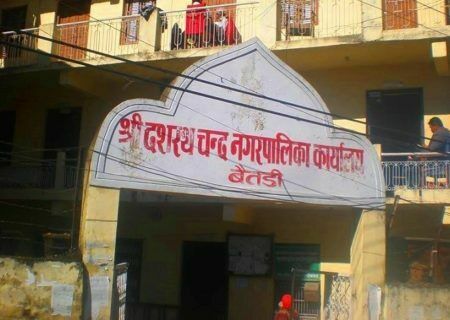 श्री दशरथ चन्द नगरपालिका कार्यालय
बैतडी